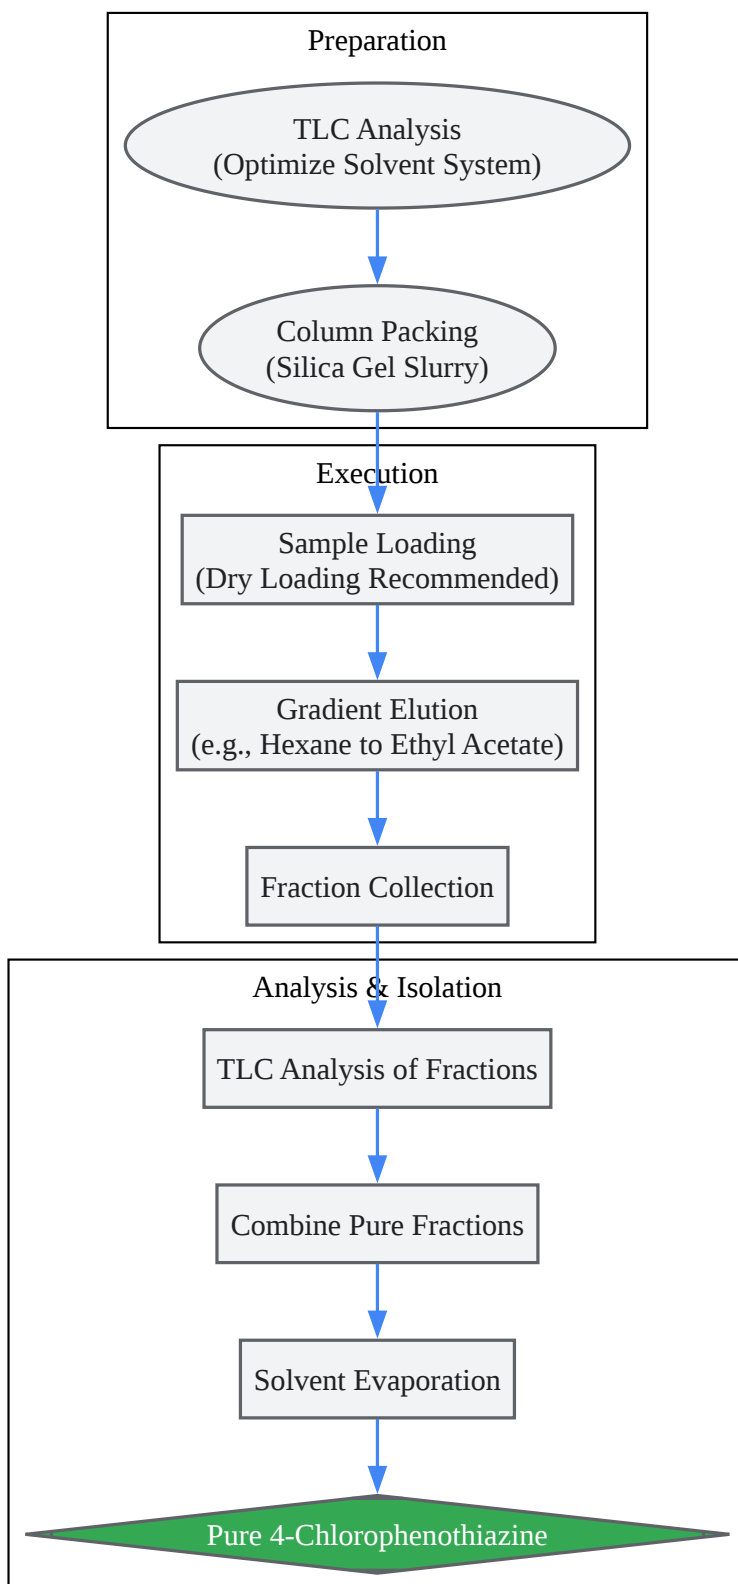 Preparation
TLC Analysis
(Optimize Solvent System)
Column Packing
(Silica Gel Slurry)
Execution
Sample Loading
(Dry Loading Recommended)
Gradient Elution
(e.g., Hexane to Ethyl Acetate)
Fraction Collection
Analysis & Isolation
TLC Analysis of Fractions
Combine Pure Fractions
Solvent Evaporation
Pure 4-Chlorophenothiazine